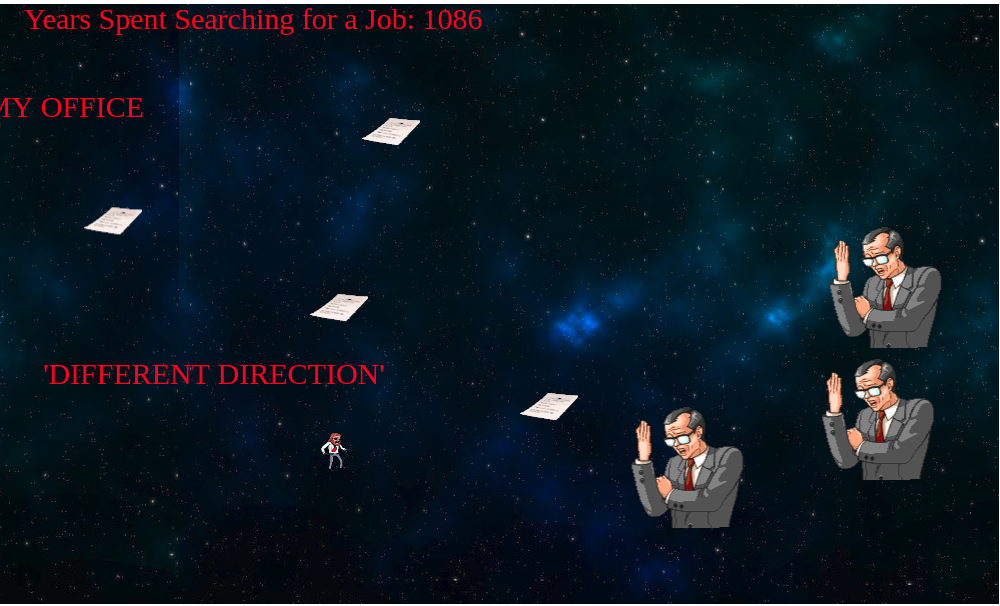 Years Spent Searching for a Job: 1086
MY OFFICE
'DIFFERENT DIRECTION'